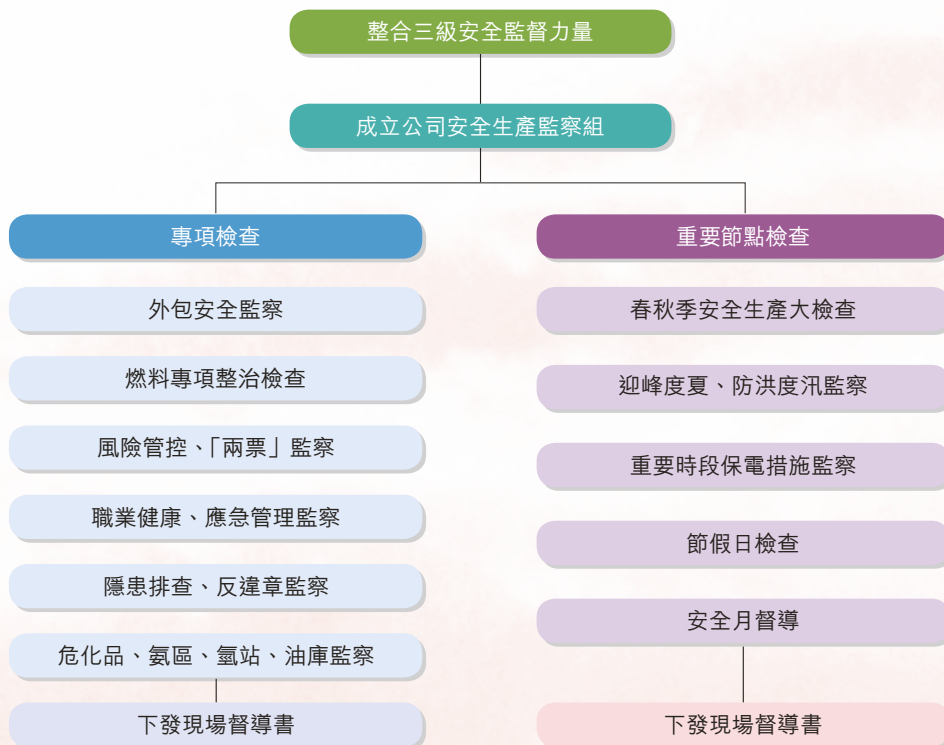 整合三級安全監督力量
成立公司安全生產監察組
專項檢查
外包安全監察
燃料專項整治檢查
風險管控、「兩票」監察
職業健康、應急管理監察
隱患排查、反違章監察
危化品、氨區、氫站、油庫監察
下發現場督導書
重要節點檢查
春秋季安全生產大檢查
迎峰度夏、防洪度汛監察
重要時段保電措施監察
節假日檢查
安全月督導
下發現場督導書